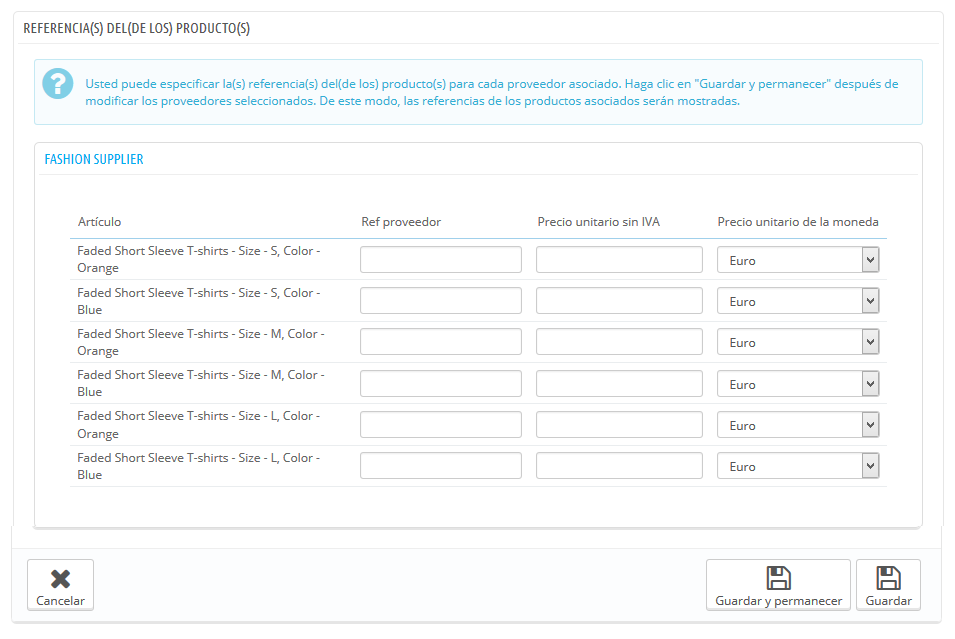 REFERENCIA(S) DEL(DE LOS) PRODUCTO(S)
?
Usted puede especificar la(s) referencia(s) del(de los) producto(s) para cada proveedor asociado. Haga clic en "Guardar y permanecer" después de
modificar los proveedores seleccionados. De este modo, las referencias de los productos asociados serán mostradas.
FASHION SUPPLIER
Artículo Ref proveedor Precio unitario sin IVA Precio unitario de la moneda
Faded Short Sleeve T-shirts - Size - S, Color -
Orange
Euro
Faded Short Sleeve T-shirts - Size - S, Color -
Blue
Euro
Faded Short Sleeve T-shirts - Size - M, Color -
Orange
Euro
Faded Short Sleeve T-shirts - Size - M, Color -
Blue
Euro
Faded Short Sleeve T-shirts - Size - L, Color -
Orange
Euro
Faded Short Sleeve T-shirts - Size - L, Color -
Blue
Euro
Cancelar Guardar y permanecer Guardar